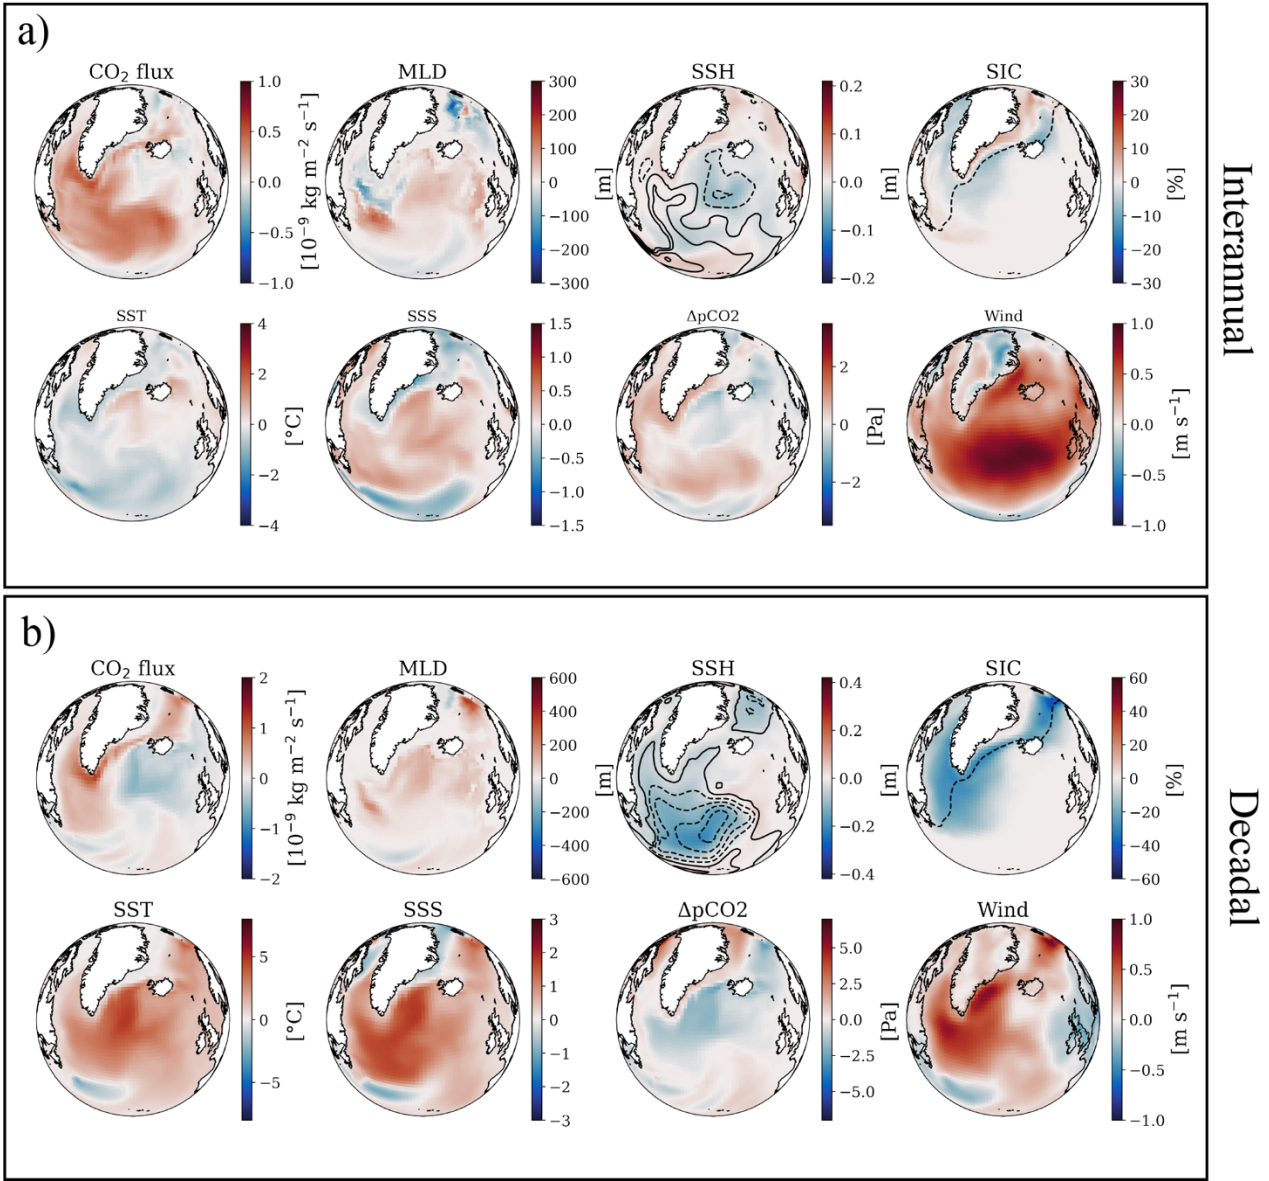 a)
CO₂ flux
1.0
0.5
0.0
−0.5
−1.0
[10⁻⁹ kg m⁻² s⁻¹]
MLD
300
200
100
0
−100
−200
−300
[m]
SSH
0.2
0.1
0.0
−0.1
−0.2
[m]
SIC
30
20
10
0
−10
−20
−30
[%]
Interannual
SST
4
2
0
−2
−4
[°C]
SSS
1.5
1.0
0.5
0.0
−0.5
−1.0
−1.5
ΔpCO2
2
0
−2
[Pa]
Wind
1.0
0.5
0.0
−0.5
−1.0
[m s⁻¹]
b)
CO₂ flux
2
1
0
−1
−2
[10⁻⁹ kg m⁻² s⁻¹]
MLD
600
400
200
0
−200
−400
−600
[m]
SSH
0.4
0.2
0.0
−0.2
−0.4
[m]
SIC
60
40
20
0
−20
−40
−60
[%]
Decadal
SST
5
0
−5
[°C]
SSS
3
2
1
0
−1
−2
−3
ΔpCO2
5.0
2.5
0.0
−2.5
−5.0
[Pa]
Wind
1.0
0.5
0.0
−0.5
−1.0
[m s⁻¹]